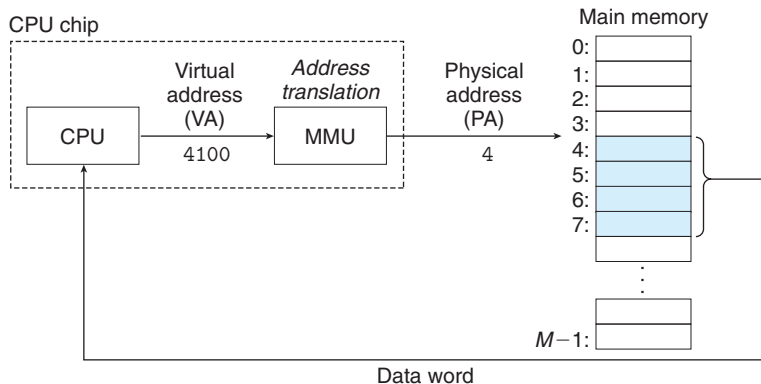 CPU chip
Main memory
Virtual
address
(VA)
Address
translation
Physical
address
(PA)
CPU
4100
MMU
4
0:
1:
2:
3:
4:
5:
6:
7:
M−1:
Data word